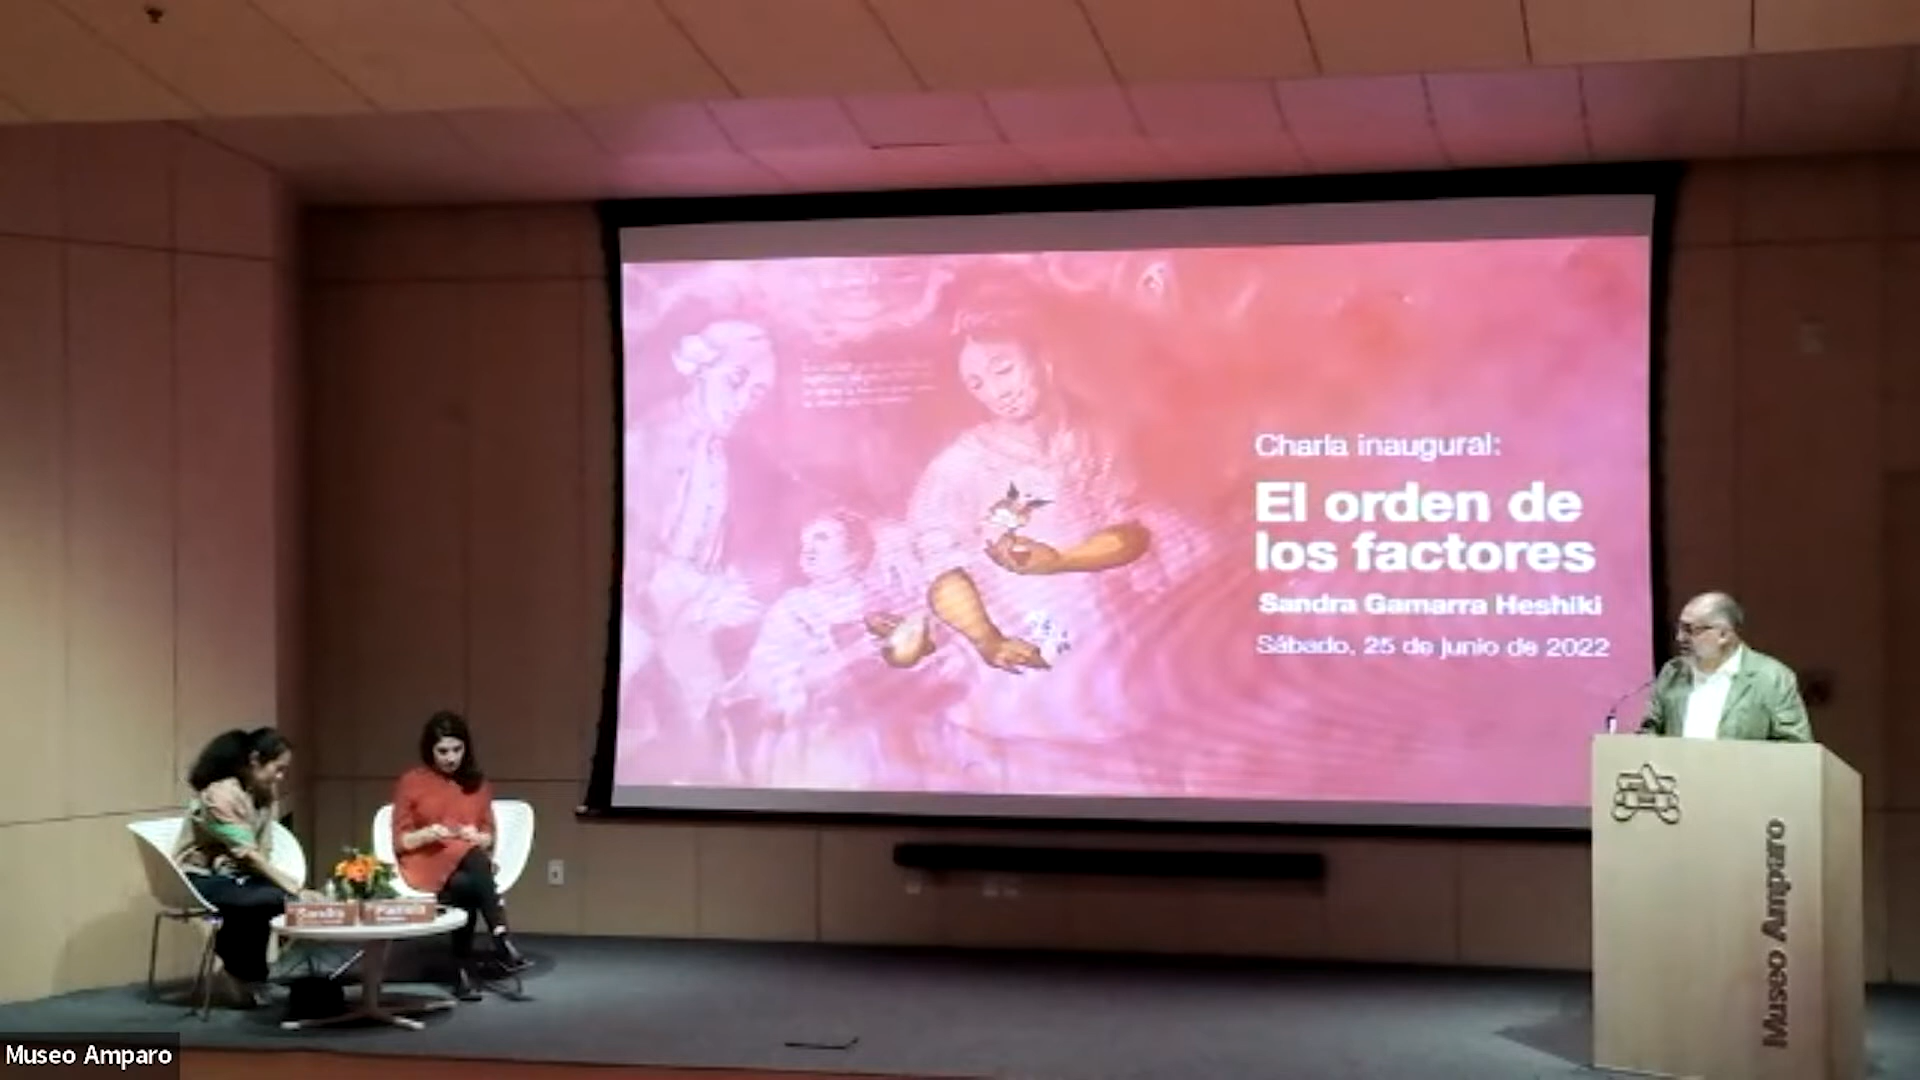 Charla inaugural:
El orden de
los factores
Sandra Gamarra Heshiki
Sábado, 25 de junio de 2022
Sandra
Museo Amparo
Museo Amparo